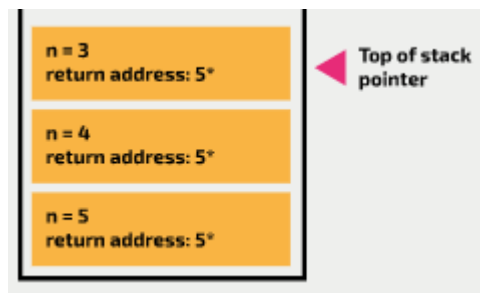 n = 3
return address: 5*
Top of stack
pointer
n = 4
return address: 5*
n = 5
return address: 5*